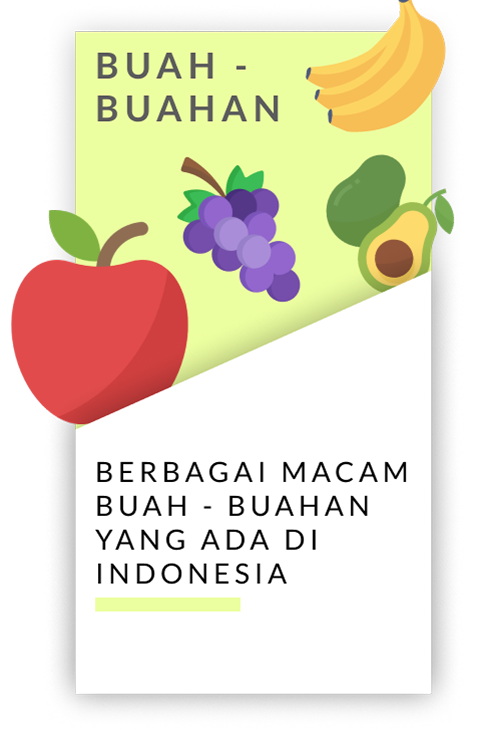 BUAH -
BUAHAN
BERBAGAI MACAM
BUAH - BUAHAN
YANG ADA DI
INDONESIA